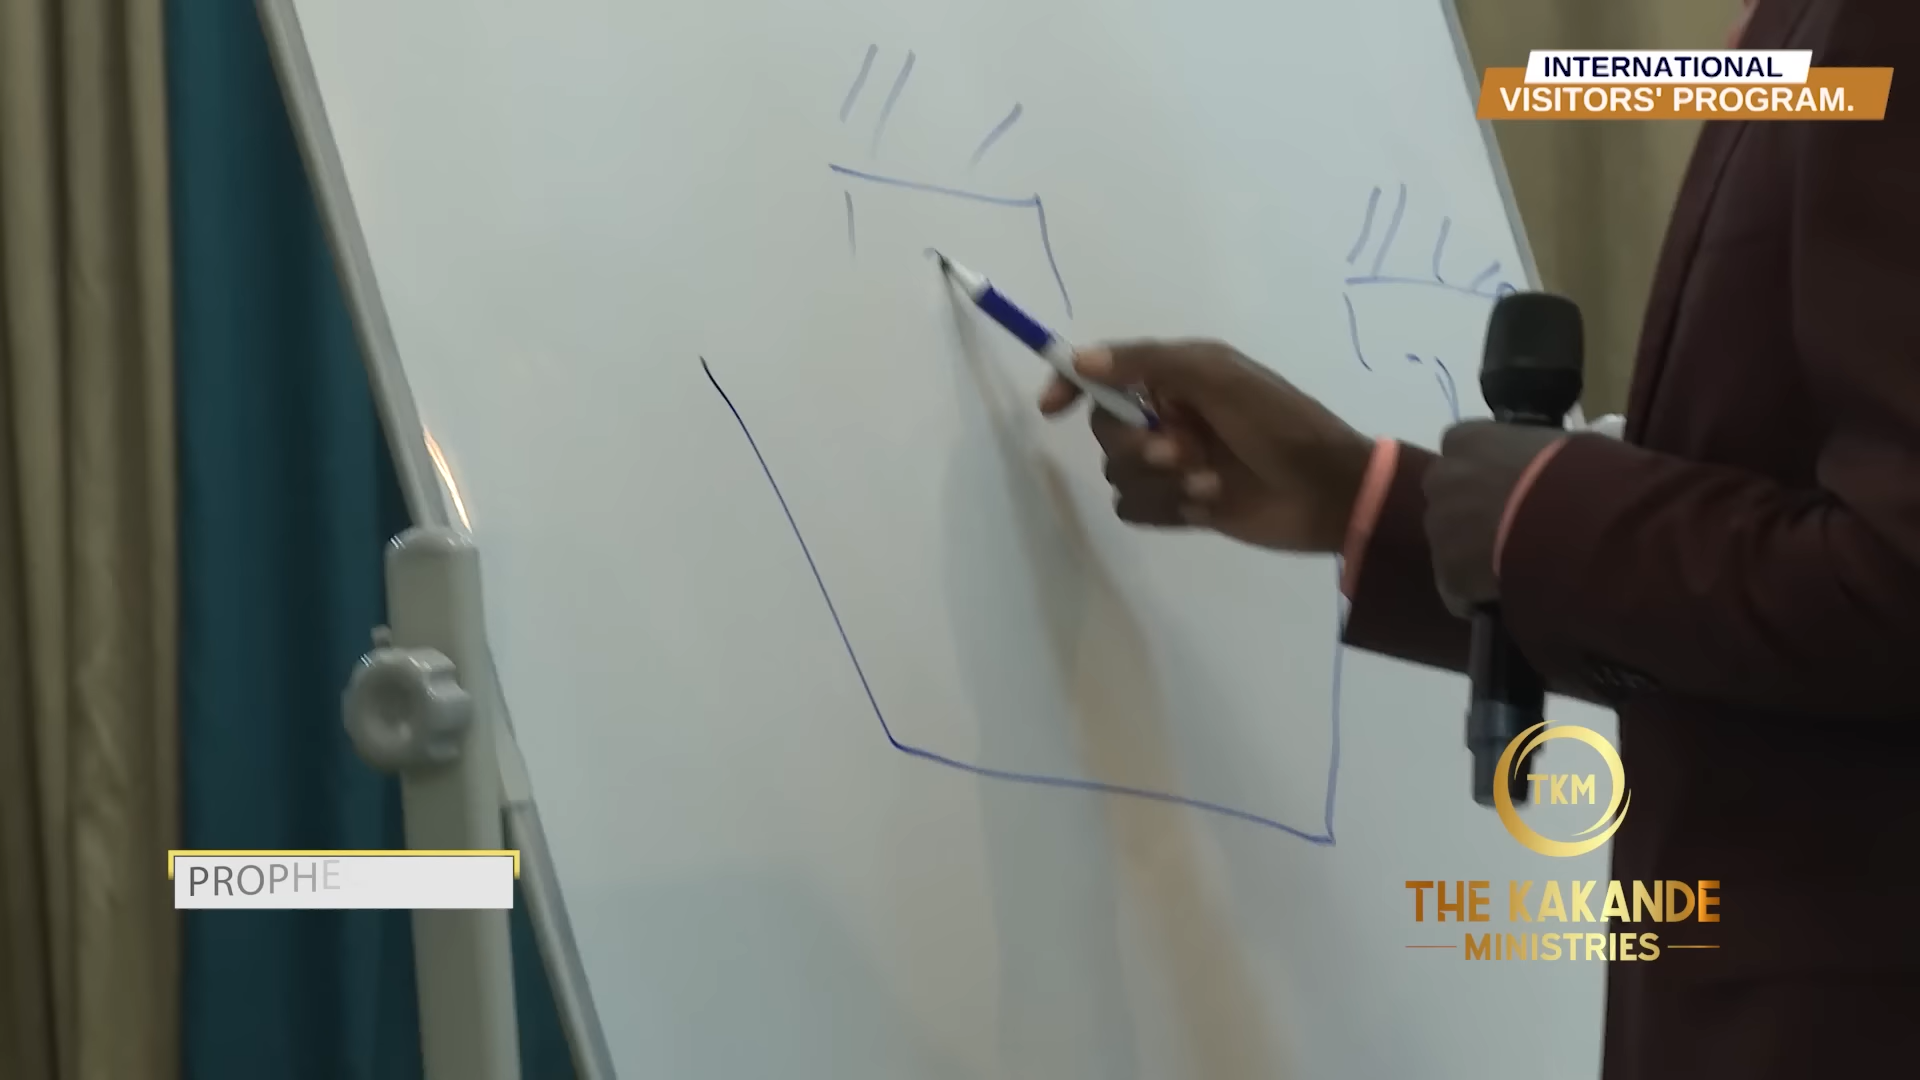 INTERNATIONAL
VISITORS' PROGRAM.
PROPHE
TKM
THE KAKANDE
MINISTRIES